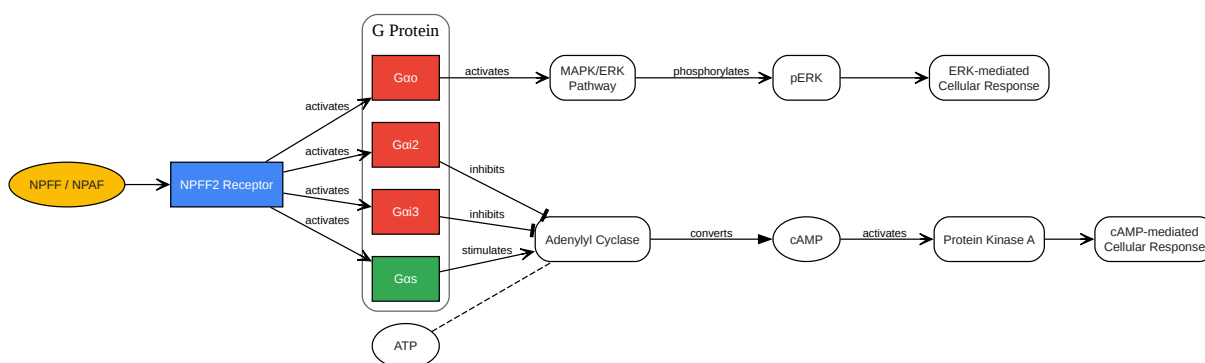 G Protein
Gαo
activates
MAPK/ERK
Pathway
phosphorylates
pERK
ERK-mediated
Cellular Response
activates
Gαi2
activates
inhibits
NPFF / NPAF
NPFF2 Receptor
activates
Gαi3
inhibits
activates
Adenylyl Cyclase
converts
cAMP
activates
Protein Kinase A
cAMP-mediated
Cellular Response
stimulates
Gαs
ATP